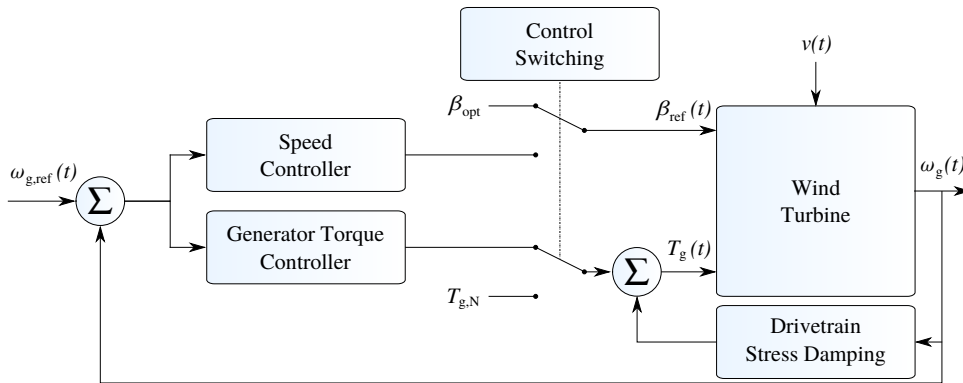 Control
Switching
v(t)
β_opt
β_ref(t)
Speed
Controller
ω_g,ref(t)
Σ
Wind
Turbine
ω_g(t)
Generator Torque
Controller
T_g,N
Σ
T_g(t)
Drivetrain
Stress Damping